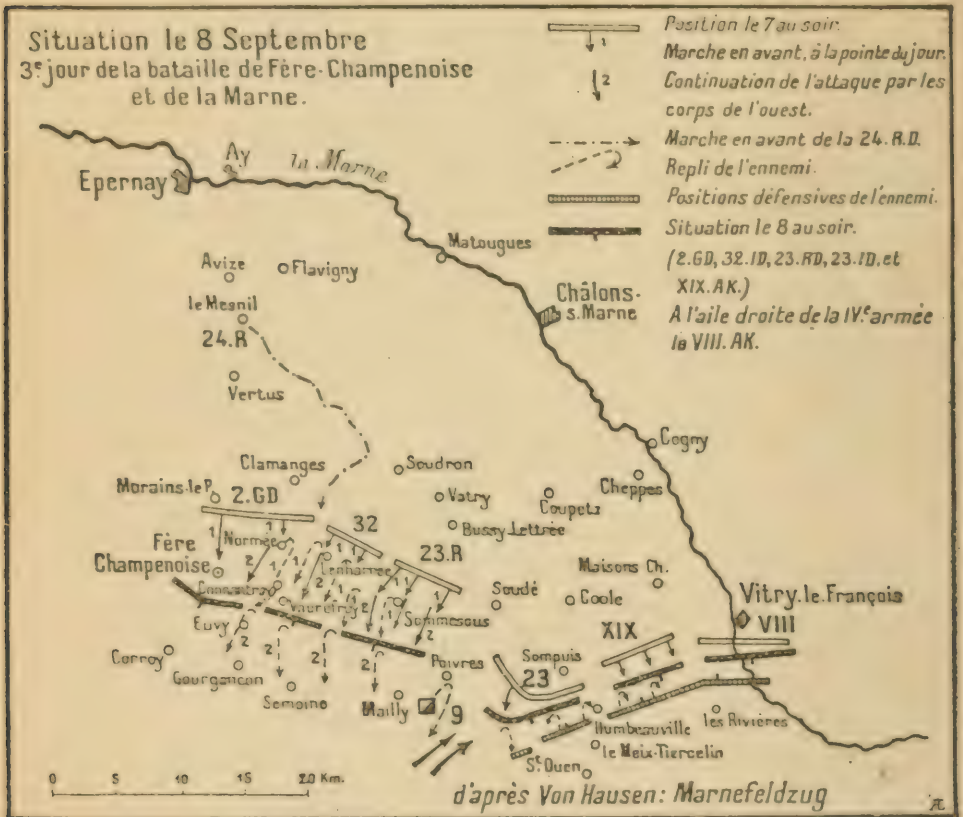 Situation le 8 Septembre
3e jour de la bataille de Fère-Champenoise
et de la Marne.
Position le 7 au soir.
1
Marche en avant, à la pointe du jour.
2
Continuation de l'attaque par les
corps de l'ouest.
Marche en avant de la 24. R.D.
Repli de l'ennemi.
Positions défensives de l'ennemi.
Situation le 8 au soir.
(2.GD, 32.ID, 23.RD, 23.ID. et
XIX. AK.)
A l'aile droite de la IV.e armée
le VIII. AK.
Ay
la Marne
Epernay
Matougues
Avize
Flavigny
Châlons-
s. Marne
le Mesnil
24.R
Vertus
Cogny
Clamanges
Soudron
Cheppes
Morains-le-P.
2.GD
Vatry
Coupetz
32
Bussy Lettrée
Normée
Fère
Champenoise
23.R
Lenharrée
Maisons Ch.
Connantray
Vaurefroy
Soudé
Coole
Vitry-le-François
Sommesous
Euvy
XIX
VIII
Corroy
Gourgançon
Poivres
Sompuis
Semoine
23
Mailly
9
Humbeauville
les Rivières
le Meix-Tiercelin
St Ouen
0 5 10 15 20 Km.
d'après Von Hausen: Marnefeldzug